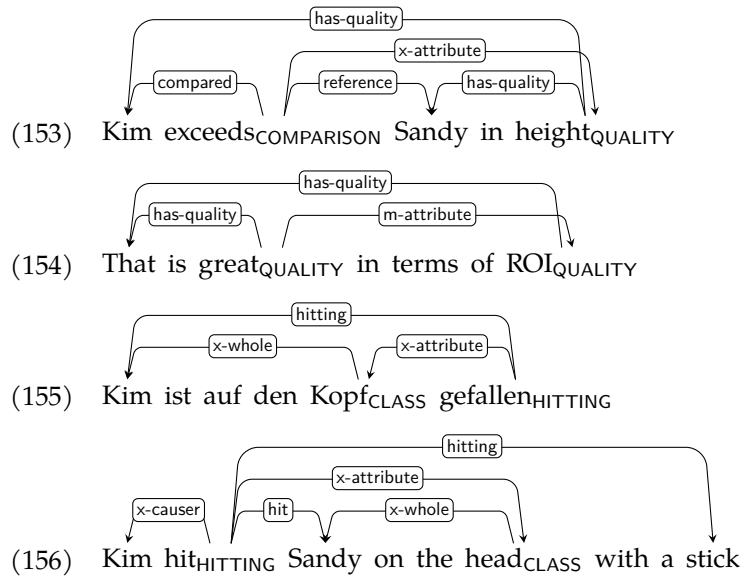 has-quality
x-attribute
compared reference has-quality
(153) Kim exceedsCOMPARISON Sandy in heightQUALITY
has-quality
has-quality m-attribute
(154) That is greatQUALITY in terms of ROIQUALITY
hitting
x-whole x-attribute
(155) Kim ist auf den KopfCLASS gefallenHITTING
hitting
x-attribute
x-causer hit x-whole
(156) Kim hitHITTING Sandy on the headCLASS with a stick